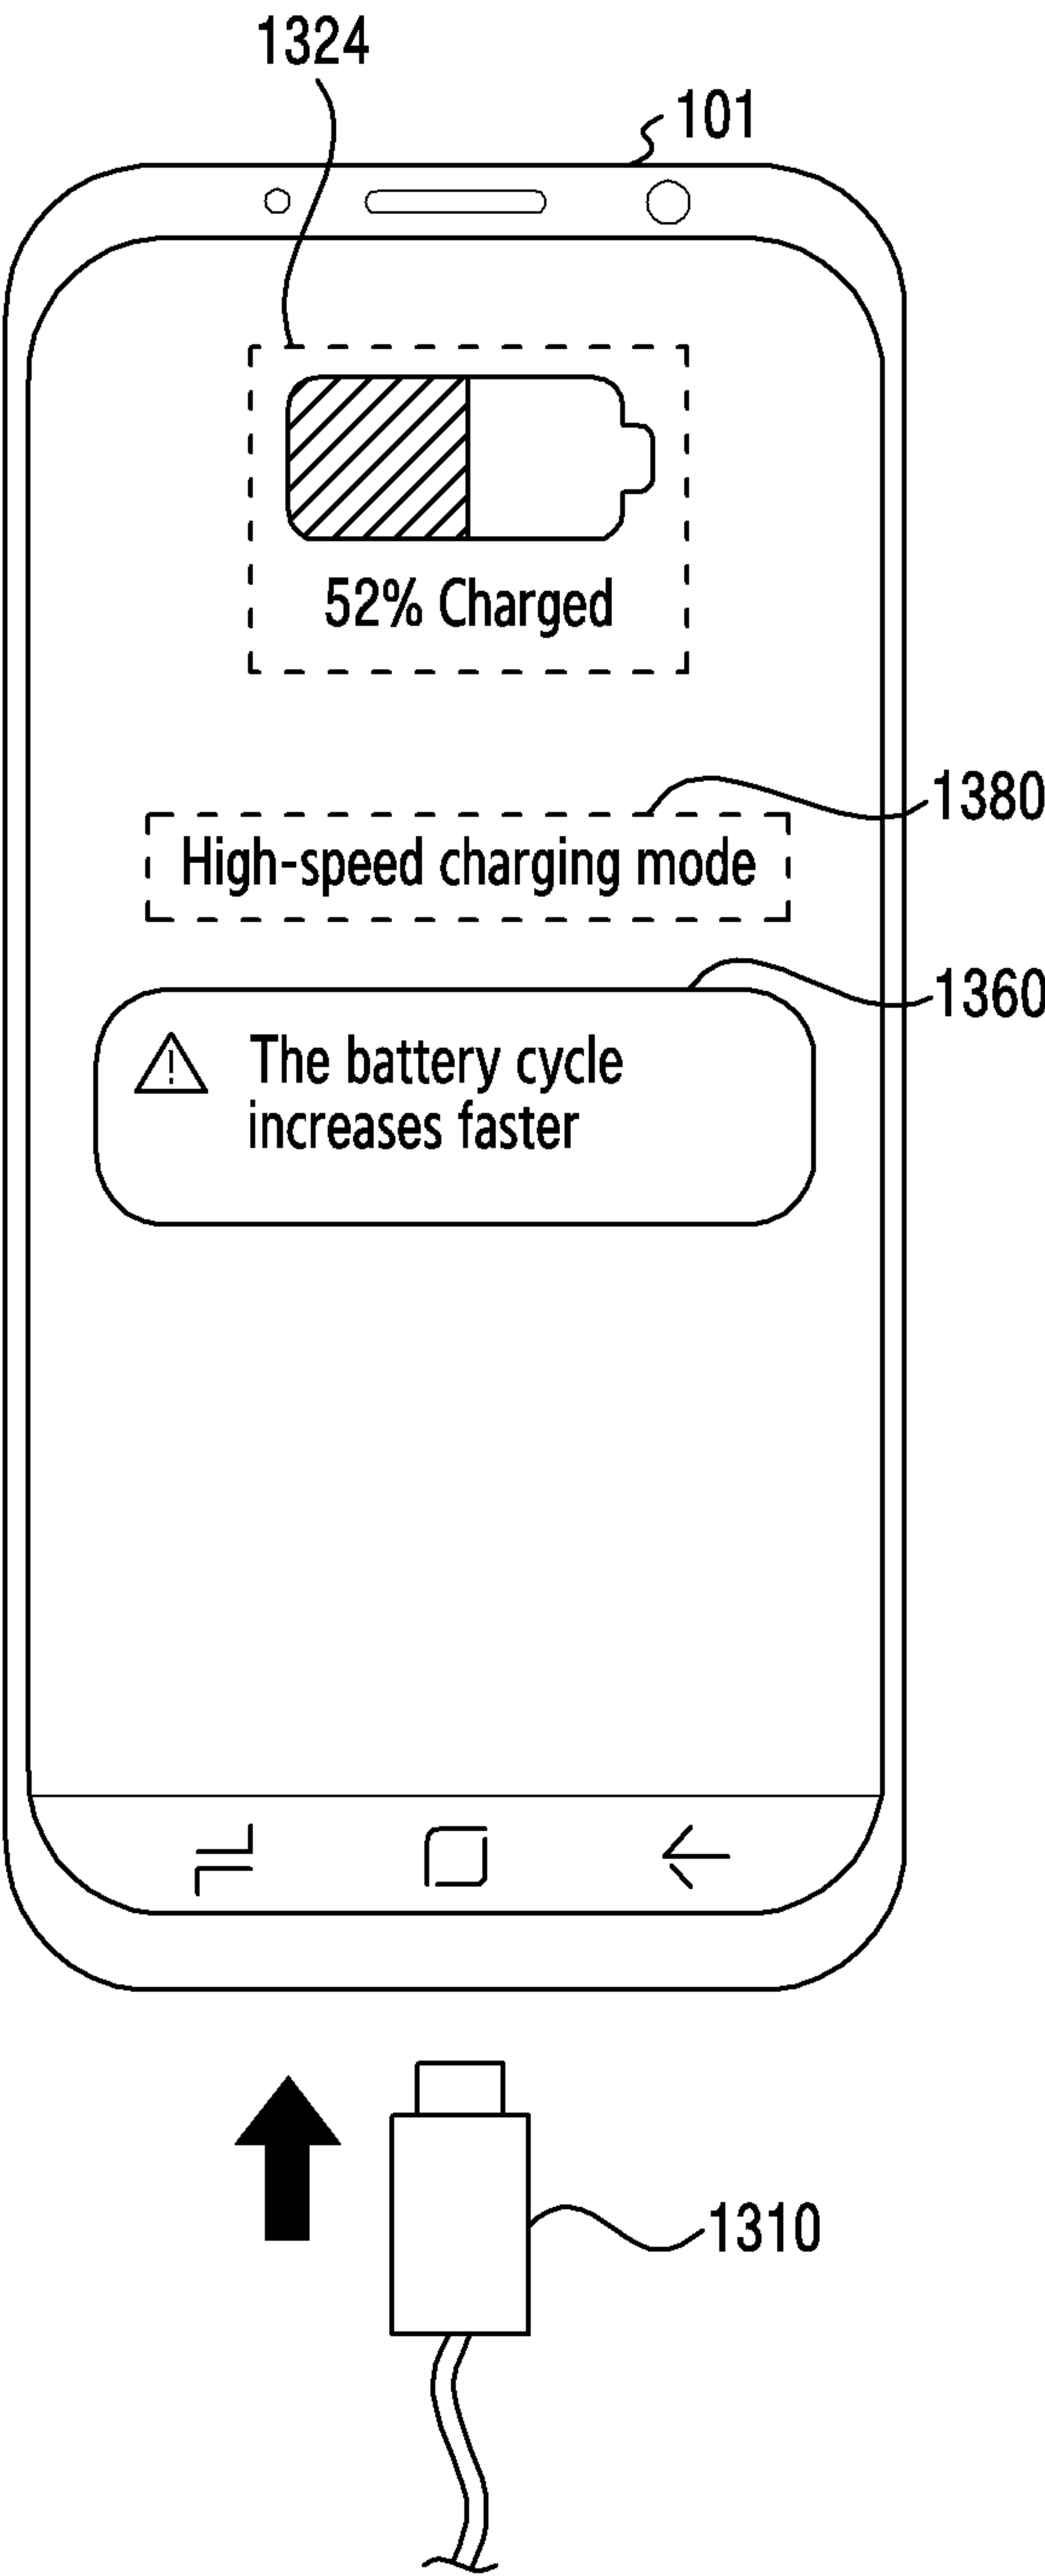 1324
101
52% Charged
1380
High-speed charging mode
1360
The battery cycle
increases faster
1310